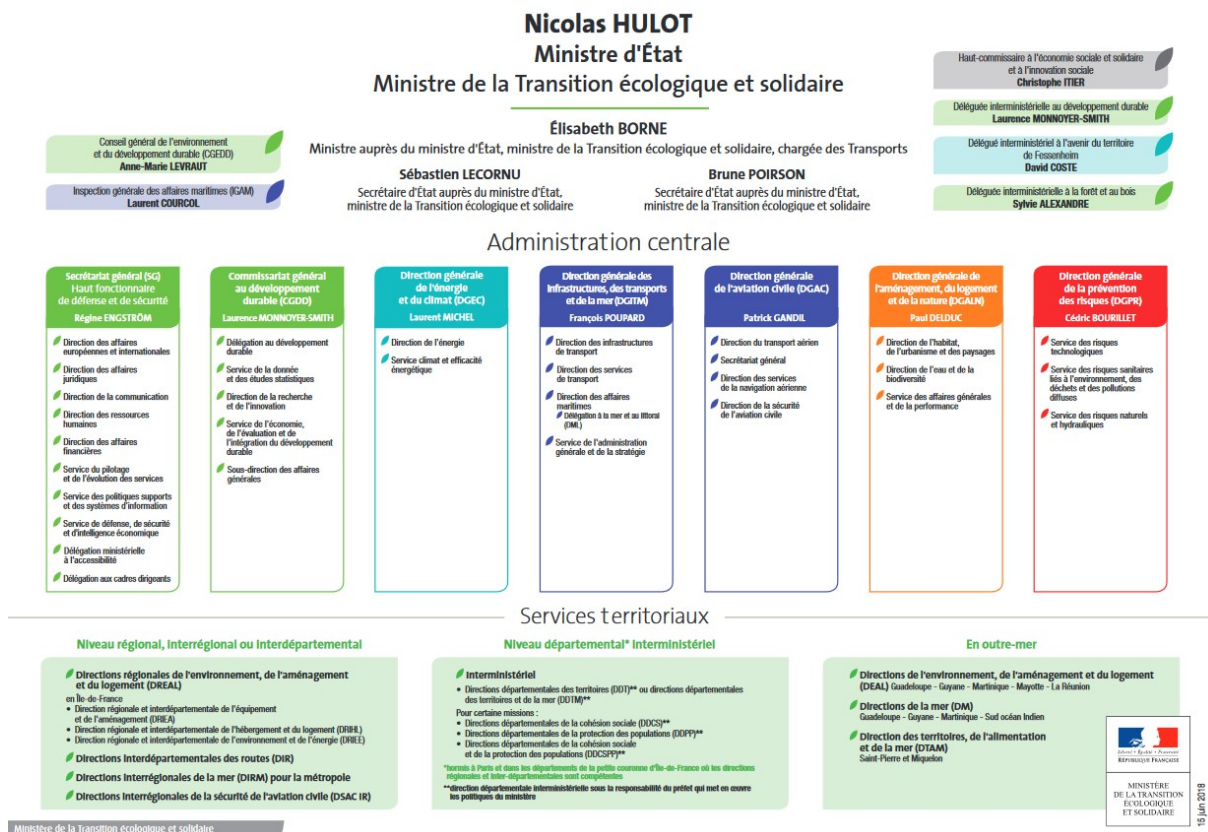 Nicolas HULOT
Ministre d'État
Ministre de la Transition écologique et solidaire
Élisabeth BORNE
Ministre auprès du ministre d'État, ministre de la Transition écologique et solidaire, chargée des Transports
Sébastien LECORNU
Secrétaire d'État auprès du ministre d'État,
ministre de la Transition écologique et solidaire
Brune POIRSON
Secrétaire d'État auprès du ministre d'État,
ministre de la Transition écologique et solidaire
Conseil général de l'environnement
et du développement durable (CGEDD)
Anne-Marie LEVRAUT
Inspection générale des affaires maritimes (IGAM)
Laurent COURCOL
Haut-commissaire à l'économie sociale et solidaire
et à l'innovation sociale
Christophe ITIER
Déléguée interministérielle au développement durable
Laurence MONNOYER-SMITH
Délégué interministériel à l'avenir du territoire
de Fessenheim
David COSTE
Déléguée interministérielle à la forêt et au bois
Sylvie ALEXANDRE
Administration centrale
Secrétariat général (SG)
Haut fonctionnaire
de défense et de sécurité
Régine ENGSTRÖM
Direction des affaires
européennes et internationales
Direction des affaires
juridiques
Direction de la communication
Direction des ressources
humaines
Direction des affaires
financières
Service du pilotage
et de l'évolution des services
Service des politiques supports
et des systèmes d'information
Service de défense, de sécurité
et d'intelligence économique
Délégation ministérielle
à l'accessibilité
Délégation aux cadres dirigeants
Commissariat général
au développement
durable (CGDD)
Laurence MONNOYER-SMITH
Délégation au développement
durable
Service de la donnée
et des études statistiques
Direction de la recherche
et de l'innovation
Service de l'économie,
de l'évaluation et de
l'intégration du développement
durable
Sous-direction des affaires
générales
Direction générale
de l'énergie
et du climat (DGEC)
Laurent MICHEL
Direction de l'énergie
Service climat et efficacité
énergétique
Direction générale des
infrastructures, des transports
et de la mer (DGITM)
François POUPARD
Direction des infrastructures
de transport
Direction des services
de transport
Direction des affaires
maritimes
Délégation à la mer et au littoral
(DML)
Service de l'administration
générale et de la stratégie
Direction générale
de l'aviation civile (DGAC)
Patrick GANDIL
Direction du transport aérien
Secrétariat général
Direction des services
de la navigation aérienne
Direction de la sécurité
de l'aviation civile
Direction générale de
l'aménagement, du logement
et de la nature (DGALN)
Paul DELDUC
Direction de l'habitat,
de l'urbanisme et des paysages
Direction de l'eau et de la
biodiversité
Service des affaires générales
et de la performance
Direction générale
de la prévention
des risques (DGPR)
Cédric BOURILLET
Service des risques
technologiques
Service des risques sanitaires
liés à l'environnement, des
déchets et des pollutions
diffuses
Service des risques naturels
et hydrauliques
Services territoriaux
Niveau régional, interrégional ou interdépartemental
Directions régionales de l'environnement, de l'aménagement
et du logement (DREAL)
en Île-de-France
• Direction régionale et interdépartementale de l'équipement
et de l'aménagement (DRIEA)
• Direction régionale et interdépartementale de l'hébergement et du logement (DRIHL)
• Direction régionale et interdépartementale de l'environnement et de l'énergie (DRIEE)
Directions interdépartementales des routes (DIR)
Directions interrégionales de la mer (DIRM) pour la métropole
Directions interrégionales de la sécurité de l'aviation civile (DSAC IR)
Niveau départemental* interministériel
Interministériel
• Directions départementales des territoires (DDT)** ou directions départementales
des territoires et de la mer (DDTM)**
Pour certaine missions :
• Directions départementales de la cohésion sociale (DDCS)**
• Directions départementales de la protection des populations (DDPP)**
• Directions départementales de la cohésion sociale
et de la protection des populations (DDCSPP)**
*hormis à Paris et dans les départements de la petite couronne d'Île-de-France où les directions
régionales et inter-départementales sont compétentes
**direction départementale interministérielle sous la responsabilité du préfet qui met en œuvre
les politiques du ministère
En outre-mer
Directions de l'environnement, de l'aménagement et du logement
(DEAL) Guadeloupe - Guyane - Martinique - Mayotte - La Réunion
Directions de la mer (DM)
Guadeloupe - Guyane - Martinique - Sud océan Indien
Direction des territoires, de l'alimentation
et de la mer (DTAM)
Saint-Pierre et Miquelon
Liberté • Égalité • Fraternité
RÉPUBLIQUE FRANÇAISE
MINISTÈRE
DE LA TRANSITION
ÉCOLOGIQUE
ET SOLIDAIRE
15 juin 2018
Ministère de la Transition écologique et solidaire